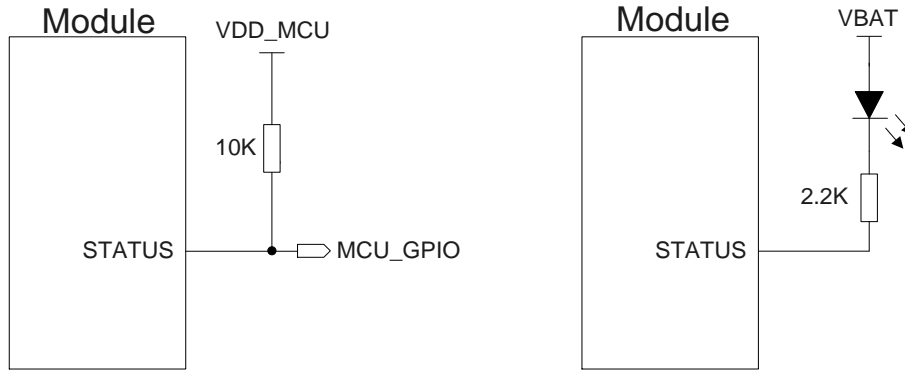 Module
VDD_MCU
10K
STATUS
MCU_GPIO
Module
VBAT
2.2K
STATUS